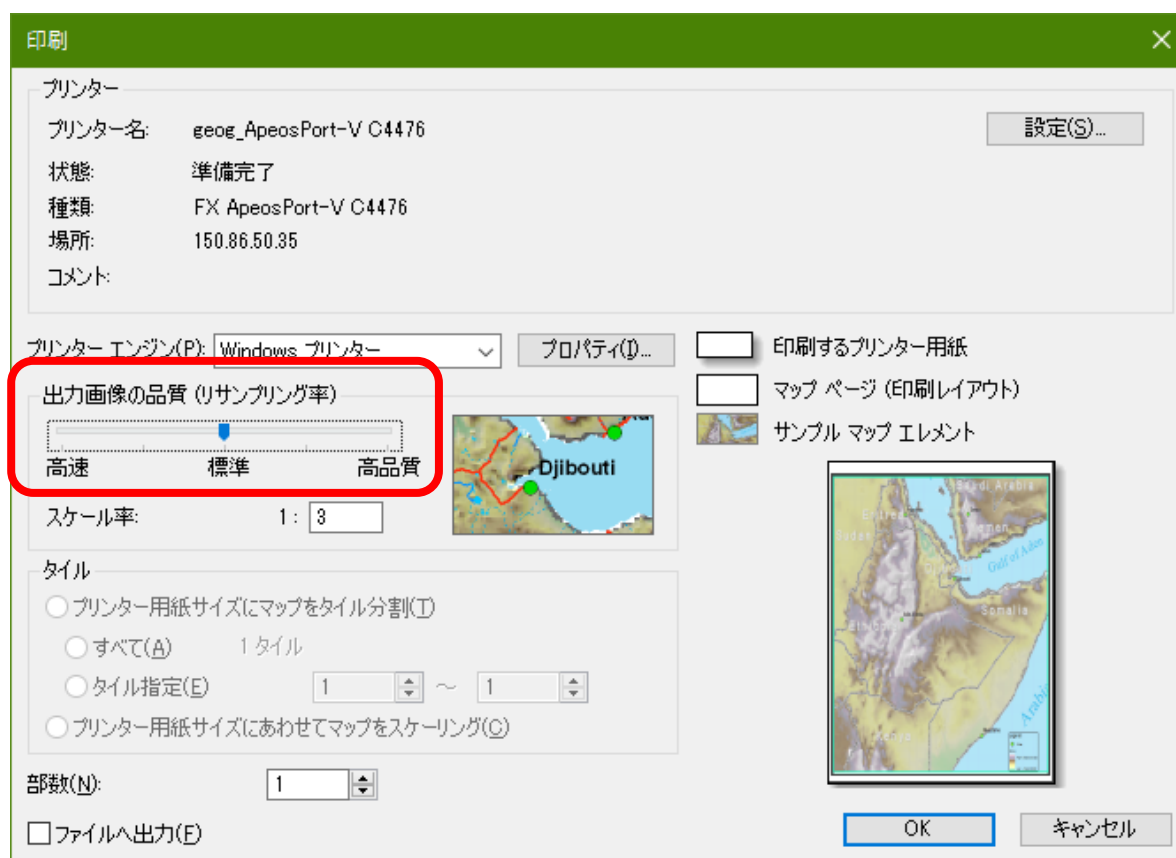 印刷
プリンター
プリンター名: geog_ApeosPort-V C4476 設定(S)...
状態: 準備完了
種類: FX ApeosPort-V C4476
場所: 150.86.50.35
コメント:
プリンター エンジン(P): Windows プリンター プロパティ(I)...
出力画像の品質 (リサンプリング率)
高速 標準 高品質
スケール率: 1: 3
Djibouti
印刷するプリンター用紙
マップ ページ (印刷レイアウト)
サンプル マップ エレメント
Saudi Arabia
Eritrea
Yemen
Sudan
Gulf of Aden
Somalia
Kenya
タイル
プリンター用紙サイズにマップをタイル分割(T)
すべて(A) 1 タイル
タイル指定(E) 1 ～ 1
プリンター用紙サイズにあわせてマップをスケーリング(C)
部数(N): 1
ファイルへ出力(F)
OK キャンセル